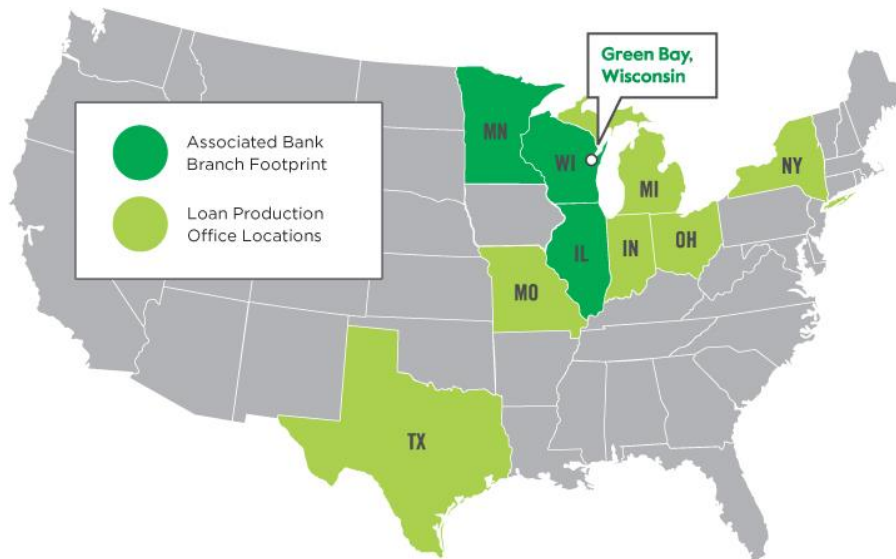 Green Bay,
Wisconsin
Associated Bank
Branch Footprint
Loan Production
Office Locations
MN
WI
MI
NY
IL
IN
OH
MO
TX